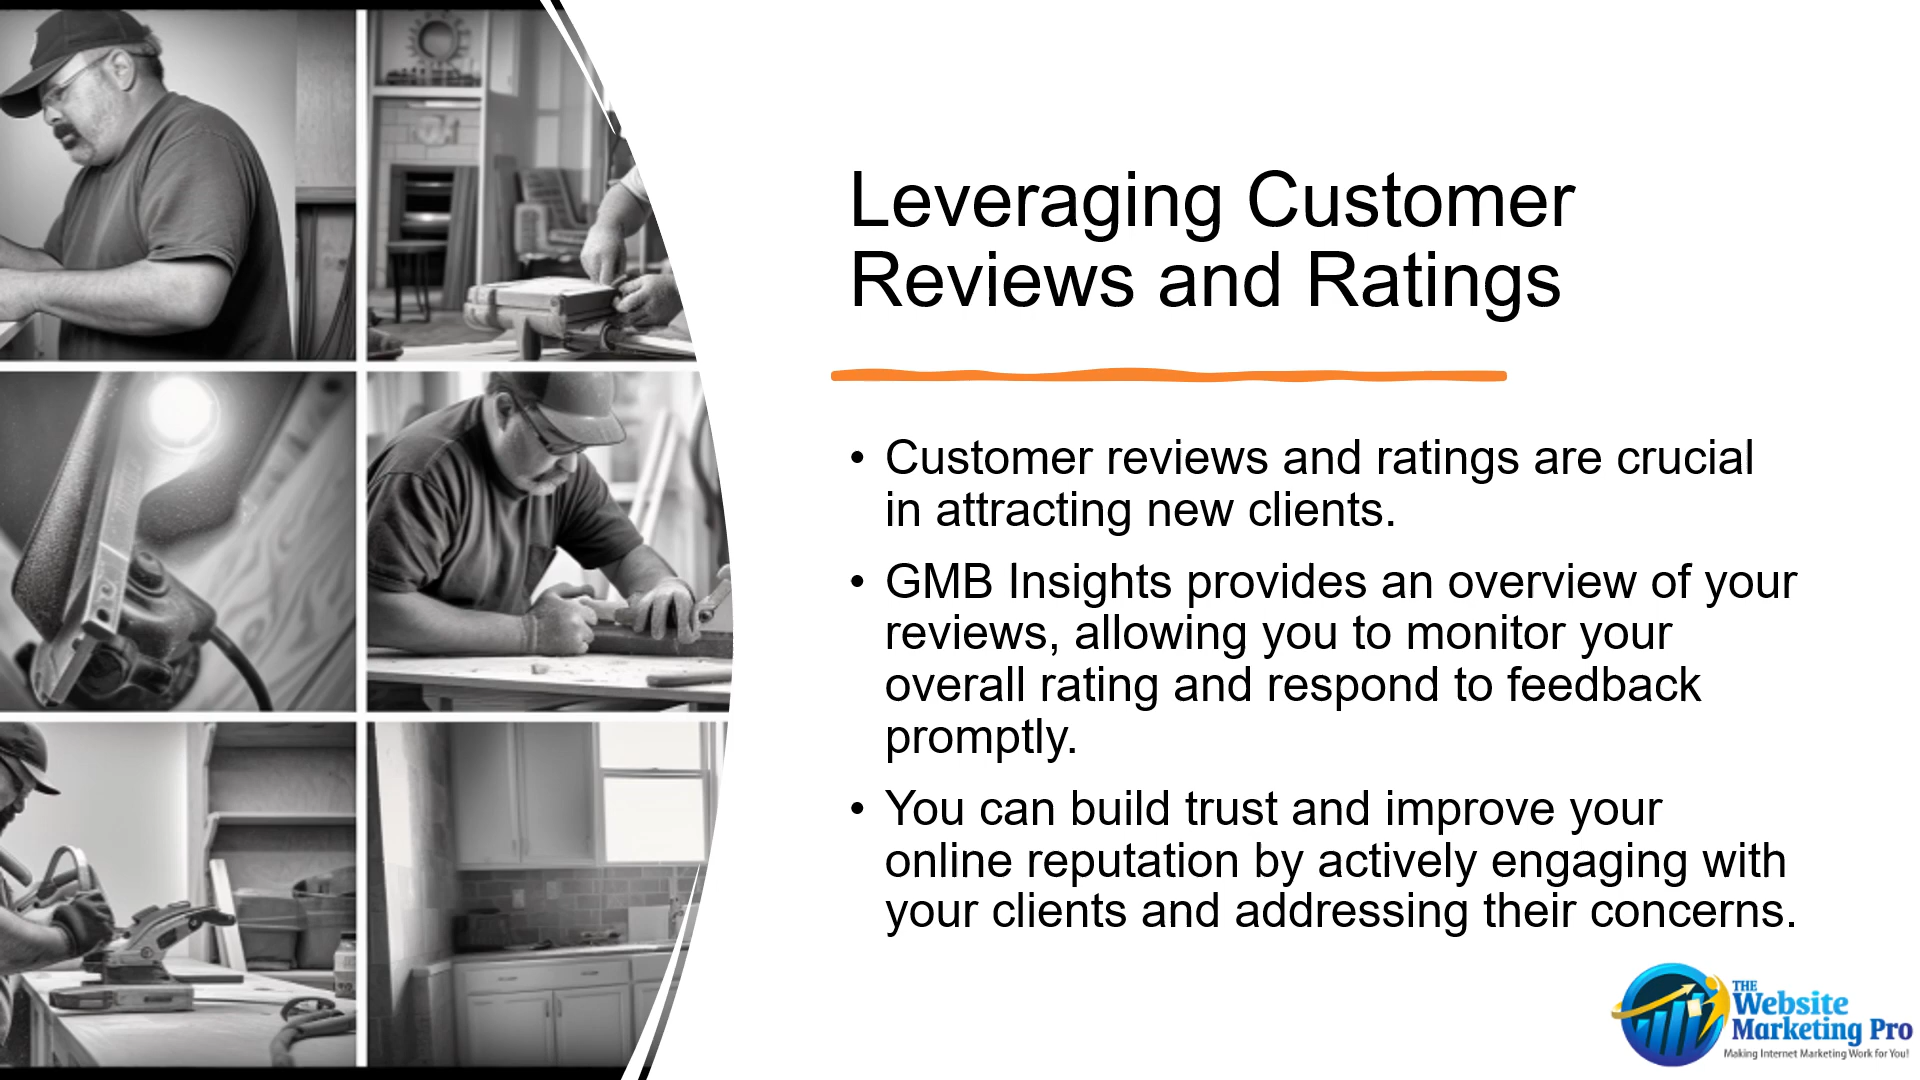 Leveraging Customer
Reviews and Ratings
• Customer reviews and ratings are crucial
in attracting new clients.
• GMB Insights provides an overview of your
reviews, allowing you to monitor your
overall rating and respond to feedback
promptly.
• You can build trust and improve your
online reputation by actively engaging with
your clients and addressing their concerns.
THE
Website
Marketing Pro
Making Internet Marketing Work for You!